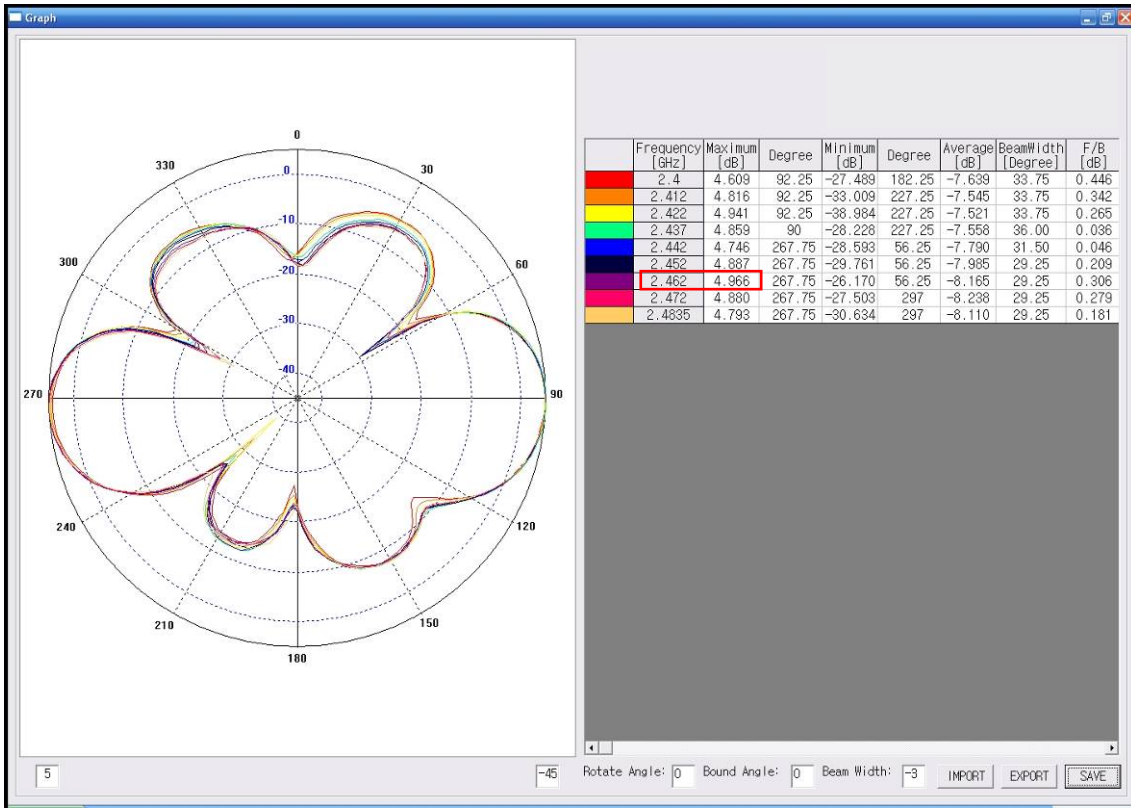 Graph
0
330
30
0
-10
300
60
-20
-30
-40
270
90
240
120
210
150
180
Frequency [GHz] Maximum [dB] Degree Minimum [dB] Degree Average [dB] BeamWidth [Degree] F/B [dB]
2.4 4.609 92.25 -27.489 182.25 -7.639 33.75 0.446
2.412 4.816 92.25 -33.009 227.25 -7.545 33.75 0.342
2.422 4.941 92.25 -38.984 227.25 -7.521 33.75 0.265
2.437 4.859 90 -28.228 227.25 -7.558 36.00 0.036
2.442 4.746 267.75 -28.593 56.25 -7.790 31.50 0.046
2.452 4.887 267.75 -29.761 56.25 -7.985 29.25 0.209
2.462 4.966 267.75 -26.170 56.25 -8.165 29.25 0.306
2.472 4.880 267.75 -27.503 297 -8.238 29.25 0.279
2.4835 4.793 267.75 -30.634 297 -8.110 29.25 0.181
5 -45 Rotate Angle: 0 Bound Angle: 0 Beam Width: -3 IMPORT EXPORT SAVE